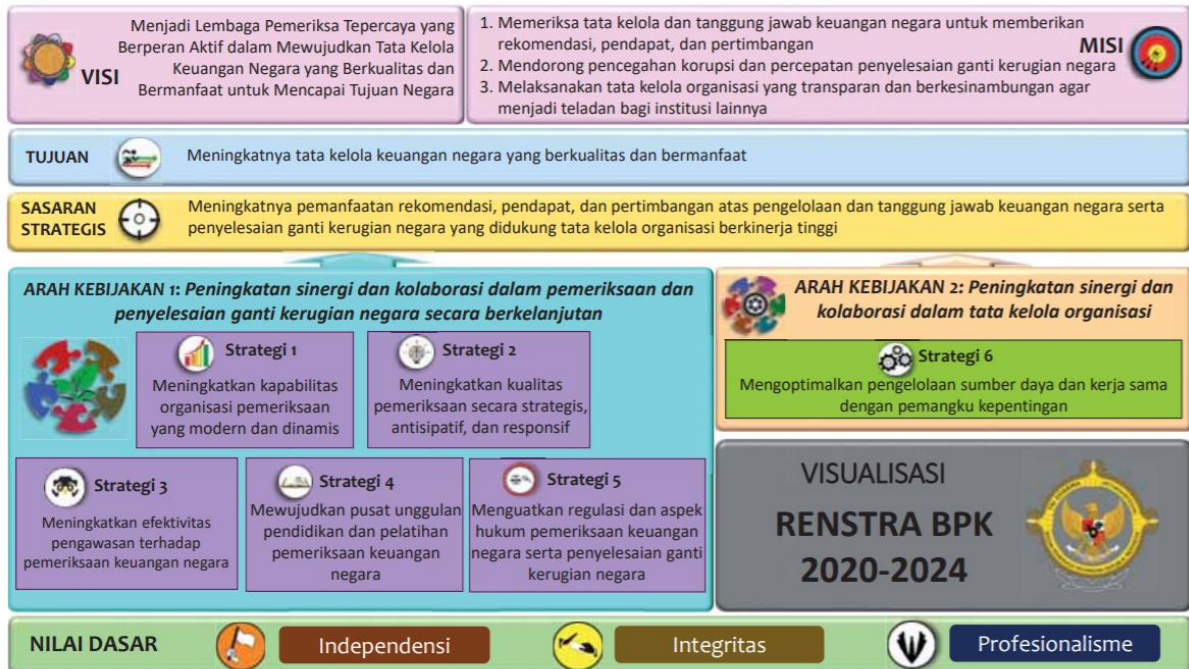 VISI
Menjadi Lembaga Pemeriksa Tepercaya yang
Berperan Aktif dalam Mewujudkan Tata Kelola
Keuangan Negara yang Berkualitas dan
Bermanfaat untuk Mencapai Tujuan Negara
MISI
1. Memeriksa tata kelola dan tanggung jawab keuangan negara untuk memberikan
rekomendasi, pendapat, dan pertimbangan
2. Mendorong pencegahan korupsi dan percepatan penyelesaian ganti kerugian negara
3. Melaksanakan tata kelola organisasi yang transparan dan berkesinambungan agar
menjadi teladan bagi institusi lainnya
TUJUAN
Meningkatnya tata kelola keuangan negara yang berkualitas dan bermanfaat
SASARAN
STRATEGIS
Meningkatnya pemanfaatan rekomendasi, pendapat, dan pertimbangan atas pengelolaan dan tanggung jawab keuangan negara serta
penyelesaian ganti kerugian negara yang didukung tata kelola organisasi berkinerja tinggi
ARAH KEBIJAKAN 1: Peningkatan sinergi dan kolaborasi dalam pemeriksaan dan
penyelesaian ganti kerugian negara secara berkelanjutan
Strategi 1
Meningkatkan kapabilitas
organisasi pemeriksaan
yang modern dan dinamis
Strategi 2
Meningkatkan kualitas
pemeriksaan secara strategis,
antisipatif, dan responsif
Strategi 3
Meningkatkan efektivitas
pengawasan terhadap
pemeriksaan keuangan negara
Strategi 4
Mewujudkan pusat unggulan
pendidikan dan pelatihan
pemeriksaan keuangan
negara
Strategi 5
Menguatkan regulasi dan aspek
hukum pemeriksaan keuangan
negara serta penyelesaian ganti
kerugian negara
ARAH KEBIJAKAN 2: Peningkatan sinergi dan
kolaborasi dalam tata kelola organisasi
Strategi 6
Mengoptimalkan pengelolaan sumber daya dan kerja sama
dengan pemangku kepentingan
VISUALISASI
RENSTRA BPK
2020-2024
NILAI DASAR
Independensi
Integritas
Profesionalisme